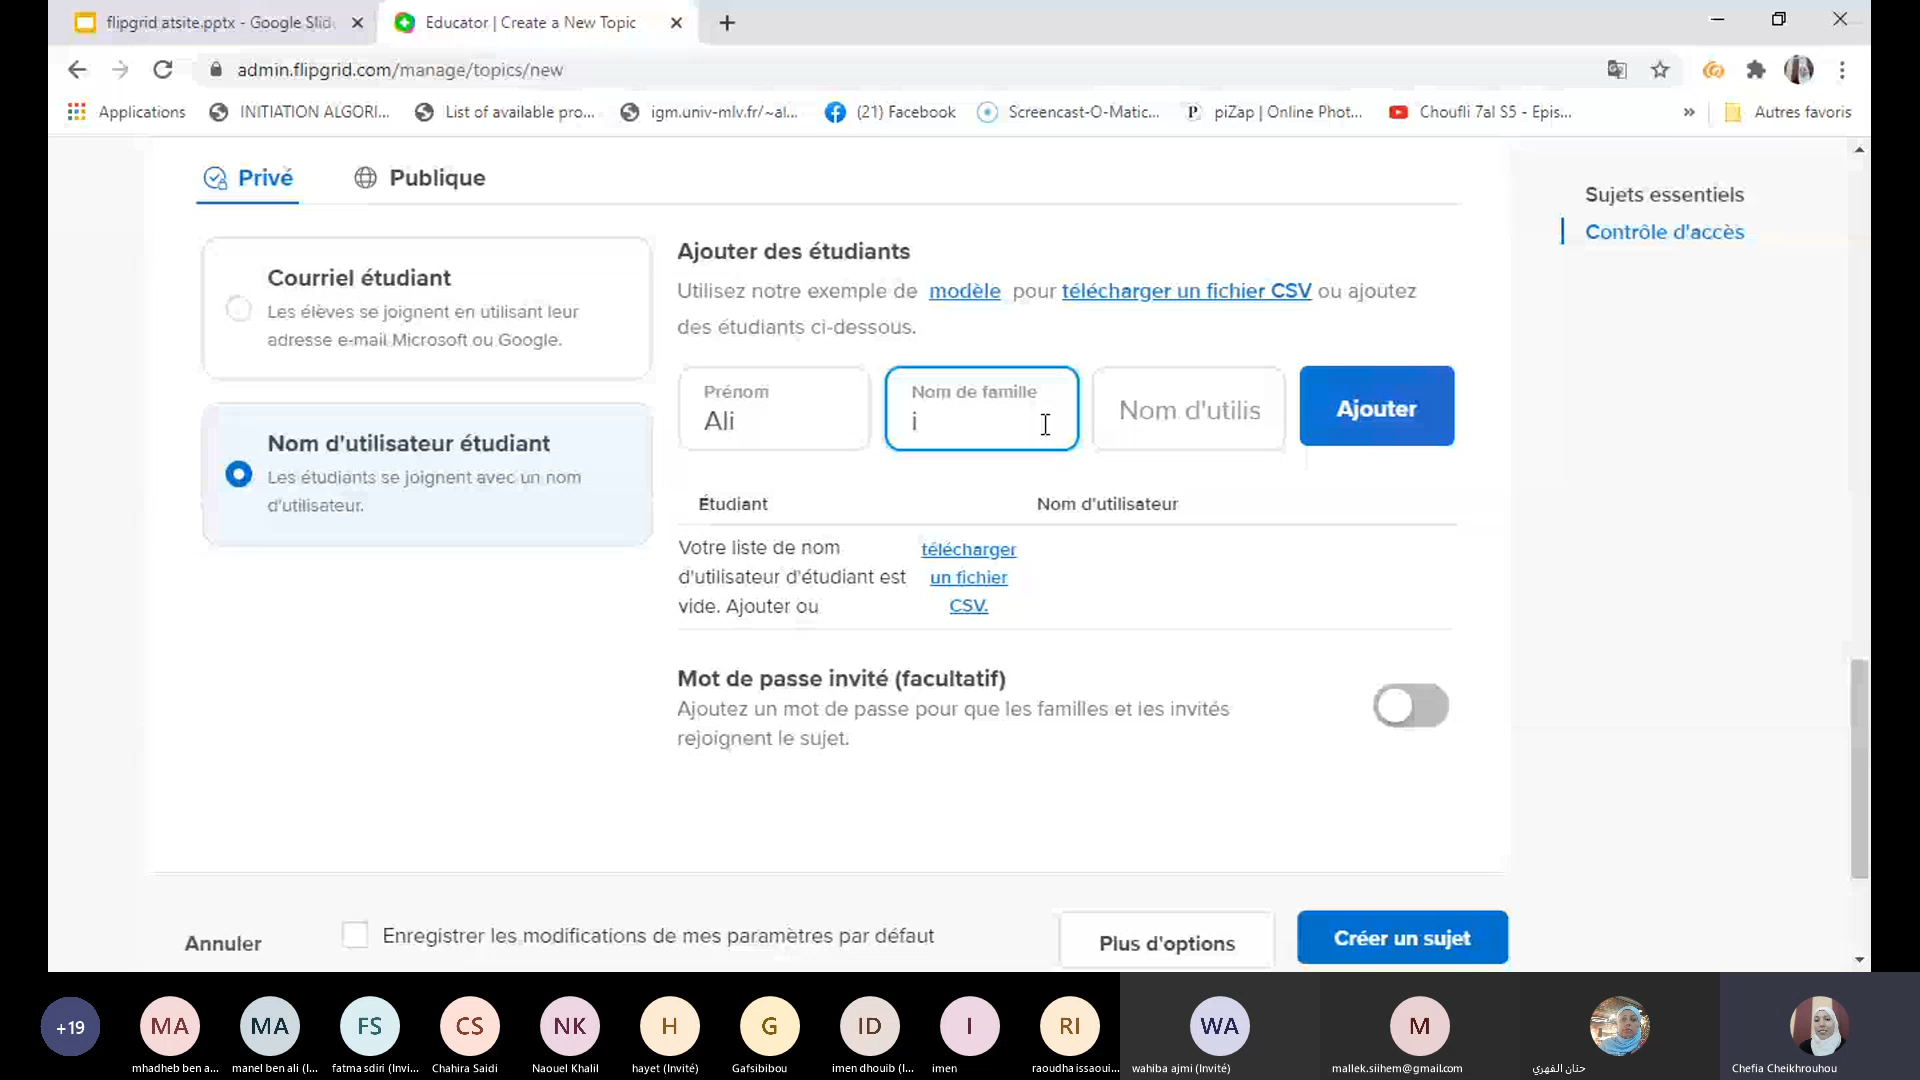 flipgrid atsite.pptx - Google Slid
Educator | Create a New Topic
admin.flipgrid.com/manage/topics/new
Applications
INITIATION ALGORI...
List of available pro...
igm.univ-mlv.fr/~al...
(21) Facebook
Screencast-O-Matic...
piZap | Online Phot...
Choufli 7al S5 - Epis...
»
Autres favoris
Privé
Publique
Sujets essentiels
Contrôle d'accès
Courriel étudiant
Les élèves se joignent en utilisant leur
adresse e-mail Microsoft ou Google.
Nom d'utilisateur étudiant
Les étudiants se joignent avec un nom
d'utilisateur.
Ajouter des étudiants
Utilisez notre exemple de modèle pour télécharger un fichier CSV ou ajoutez
des étudiants ci-dessous.
Prénom
Ali
Nom de famille
i
Nom d'utilis
Ajouter
Étudiant
Nom d'utilisateur
Votre liste de nom
d'utilisateur d'étudiant est
vide. Ajouter ou
télécharger
un fichier
CSV.
Mot de passe invité (facultatif)
Ajoutez un mot de passe pour que les familles et les invités
rejoignent le sujet.
Annuler
Enregistrer les modifications de mes paramètres par défaut
Plus d'options
Créer un sujet
+19
MA
MA
FS
CS
NK
H
G
ID
I
RI
WA
M
mhadheb ben a...
manel ben ali (I...
fatma sdiri (Invi...
Chahira Saidi
Naouel Khalil
hayet (Invité)
Gafsibibou
imen dhouib (I...
imen
raoudha issaoui...
wahiba ajmi (Invité)
mallek.siihem@gmail.com
حنان الفهري
Chefia Cheikhrouhou